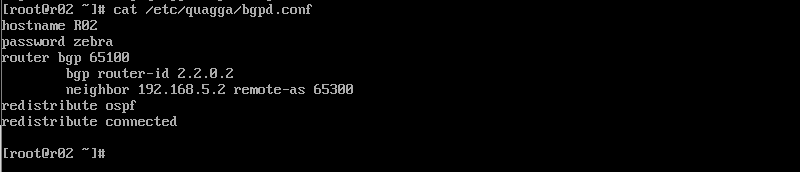 [root@r02 ~]# cat /etc/quagga/bgpd.conf
hostname R02
password zebra
router bgp 65100
        bgp router-id 2.2.0.2
        neighbor 192.168.5.2 remote-as 65300
redistribute ospf
redistribute connected
[root@r02 ~]#